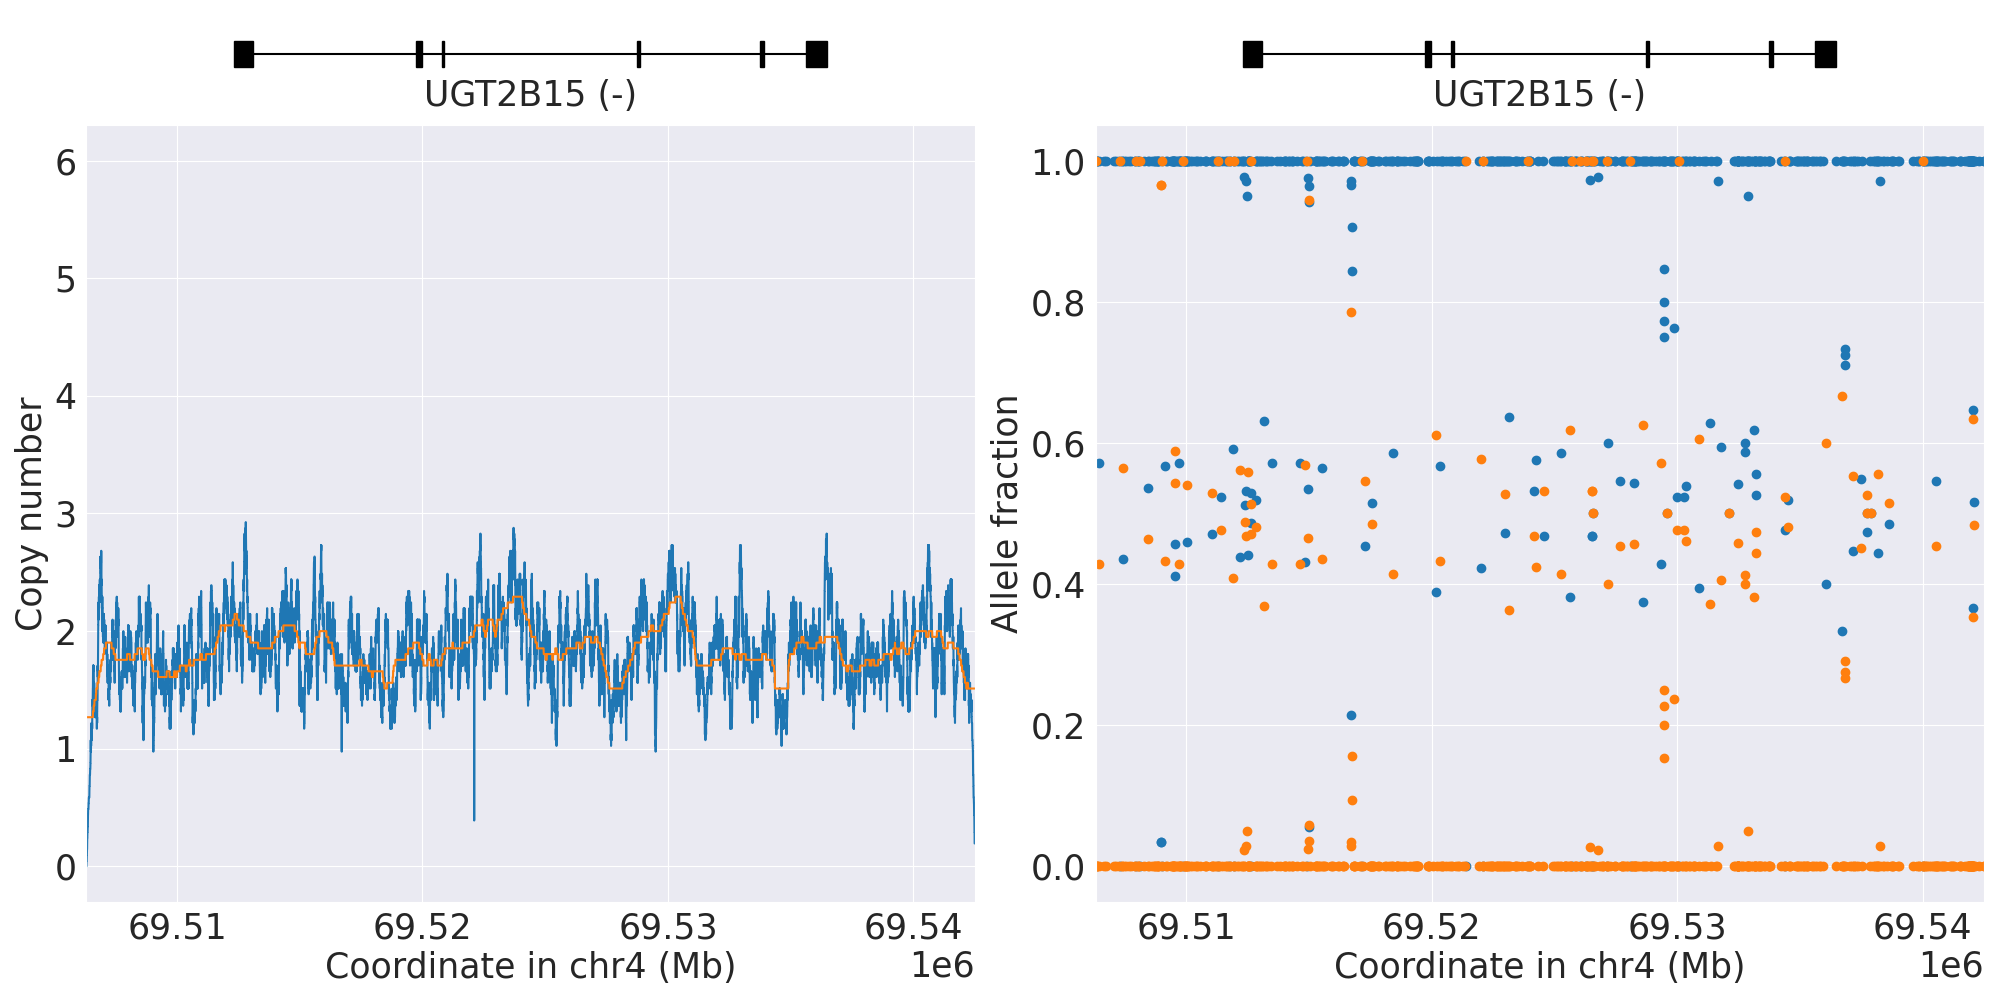 UGT2B15 (-)
6
5
4
3
2
1
0
Copy number
69.51 69.52 69.53 69.54
Coordinate in chr4 (Mb)
1e6
UGT2B15 (-)
1.0
0.8
0.6
0.4
0.2
0.0
Allele fraction
69.51 69.52 69.53 69.54
Coordinate in chr4 (Mb)
1e6